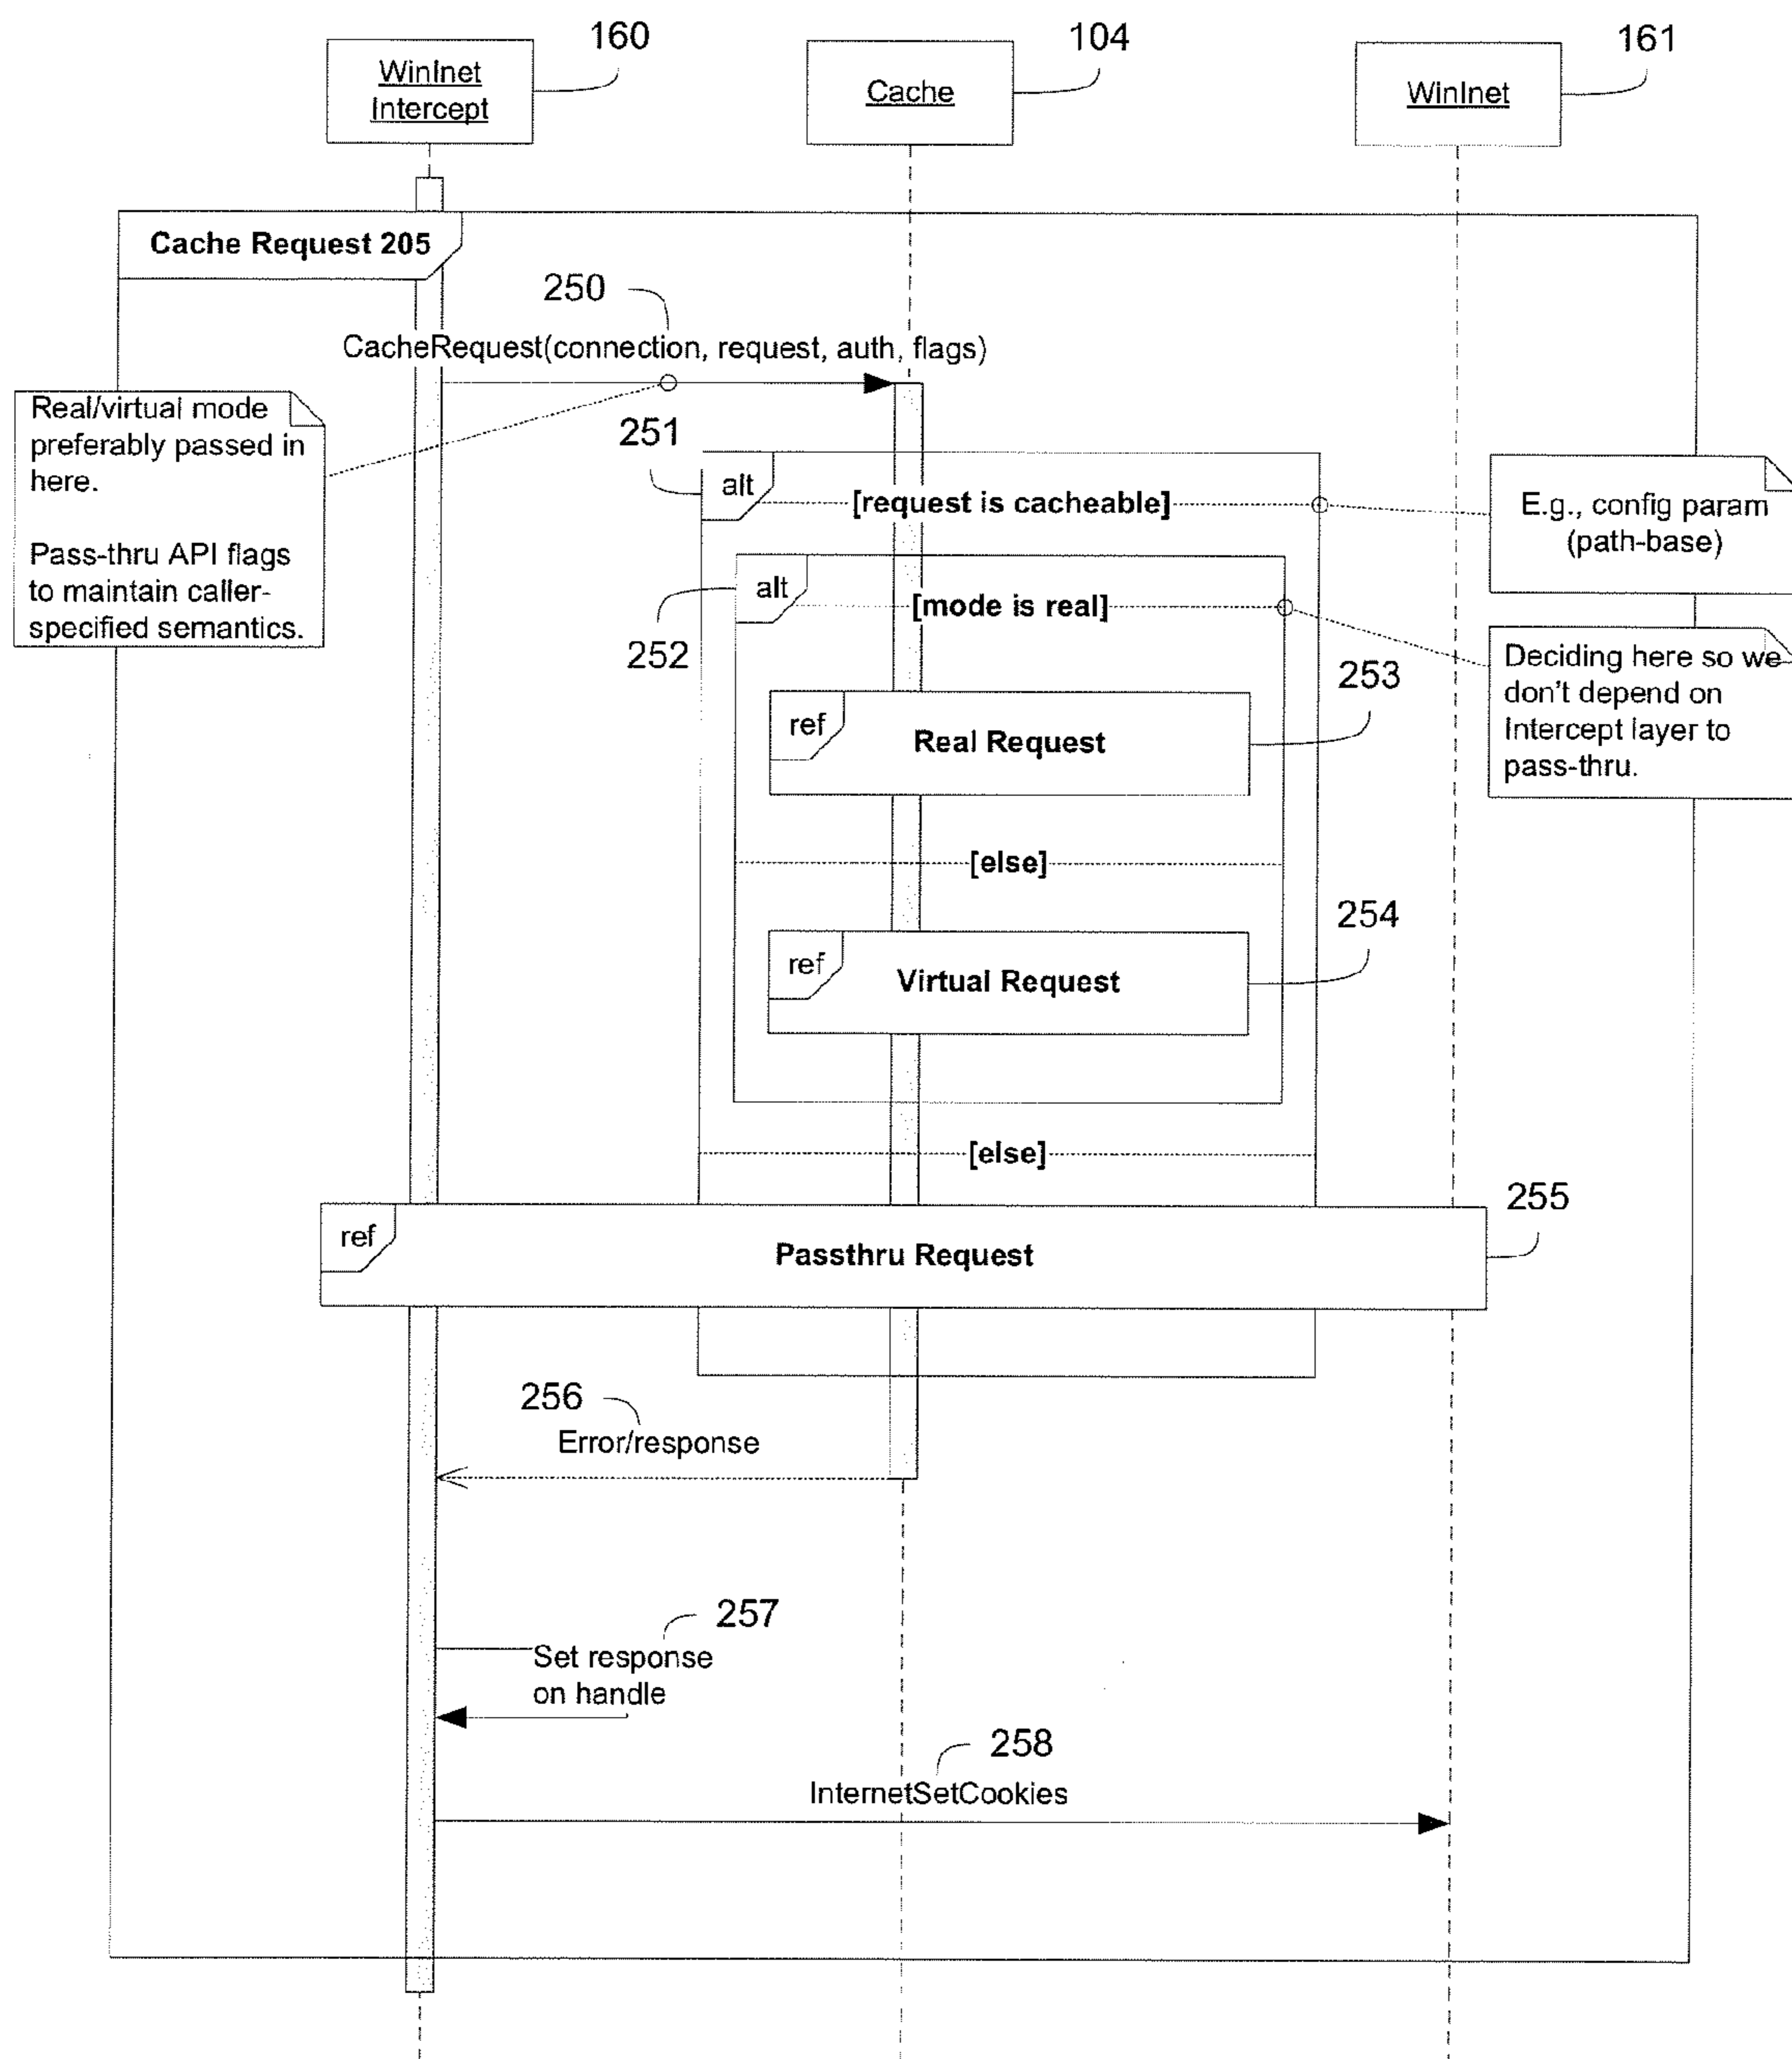 160
104
161
WinInet
Intercept
Cache
WinInet
Cache Request 205
250
CacheRequest(connection, request, auth, flags)
Real/virtual mode
preferably passed in
here.
Pass-thru API flags
to maintain caller-
specified semantics.
251
alt
[request is cacheable]
E.g., config param
(path-base)
252
alt
[mode is real]
Deciding here so we
don't depend on
Intercept layer to
pass-thru.
253
ref
Real Request
[else]
254
ref
Virtual Request
[else]
255
ref
Passthru Request
256
Error/response
257
Set response
on handle
258
InternetSetCookies